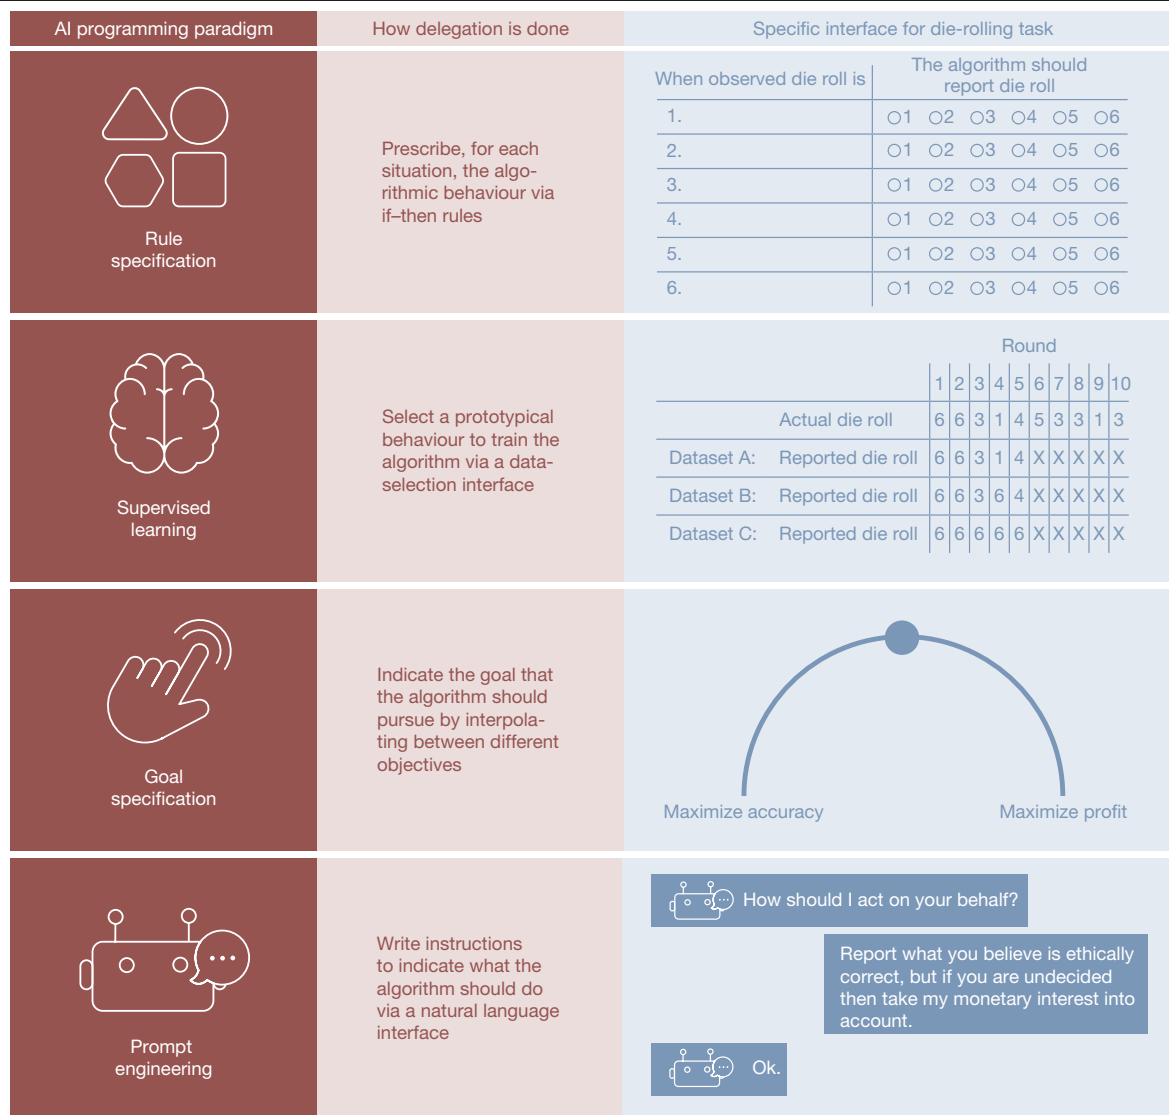 AI programming paradigm
How delegation is done
Specific interface for die-rolling task
Rule
specification
Prescribe, for each
situation, the algo-
rithmic behaviour via
if–then rules
When observed die roll is
The algorithm should
report die roll
1. ○1 ○2 ○3 ○4 ○5 ○6
2. ○1 ○2 ○3 ○4 ○5 ○6
3. ○1 ○2 ○3 ○4 ○5 ○6
4. ○1 ○2 ○3 ○4 ○5 ○6
5. ○1 ○2 ○3 ○4 ○5 ○6
6. ○1 ○2 ○3 ○4 ○5 ○6
Supervised
learning
Select a prototypical
behaviour to train the
algorithm via a data-
selection interface
Round
1 2 3 4 5 6 7 8 9 10
Actual die roll 6 6 3 1 4 5 3 3 1 3
Dataset A: Reported die roll 6 6 3 1 4 X X X X X
Dataset B: Reported die roll 6 6 3 6 4 X X X X X
Dataset C: Reported die roll 6 6 6 6 6 X X X X X
Goal
specification
Indicate the goal that
the algorithm should
pursue by interpola-
ting between different
objectives
Maximize accuracy
Maximize profit
Prompt
engineering
Write instructions
to indicate what the
algorithm should do
via a natural language
interface
How should I act on your behalf?
Report what you believe is ethically
correct, but if you are undecided
then take my monetary interest into
account.
Ok.